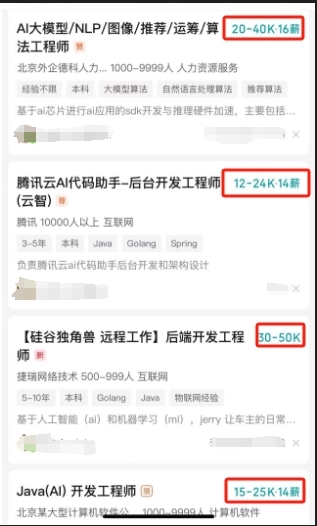 AI大模型/NLP/图像/推荐/运筹/算 20-40K·16薪
法工程师
北京外企德科人力... 1000-9999人 人力资源服务
经验不限 本科 大模型算法 自然语言处理算法 推荐算法
基于ai芯片进行ai应用的sdk开发与推理硬件加速，主要包括...
腾讯云AI代码助手-后台开发工程师 12-24K·14薪
(云智) 荐
腾讯 10000人以上 互联网
3-5年 本科 Java Golang Spring
负责腾讯云ai代码助手后台开发和架构设计
【硅谷独角兽 远程工作】后端开发工程 30-50K
师 新
捷瑞网络技术 500-999人 互联网
5-10年 本科 Golang Java 物联网经验
基于人工智能（ai）和机器学习（ml），jerry 让车主的日常...
Java(AI) 开发工程师 15-25K·14薪
北京某大型计算机软件公... 1000-9999人 计算机软件